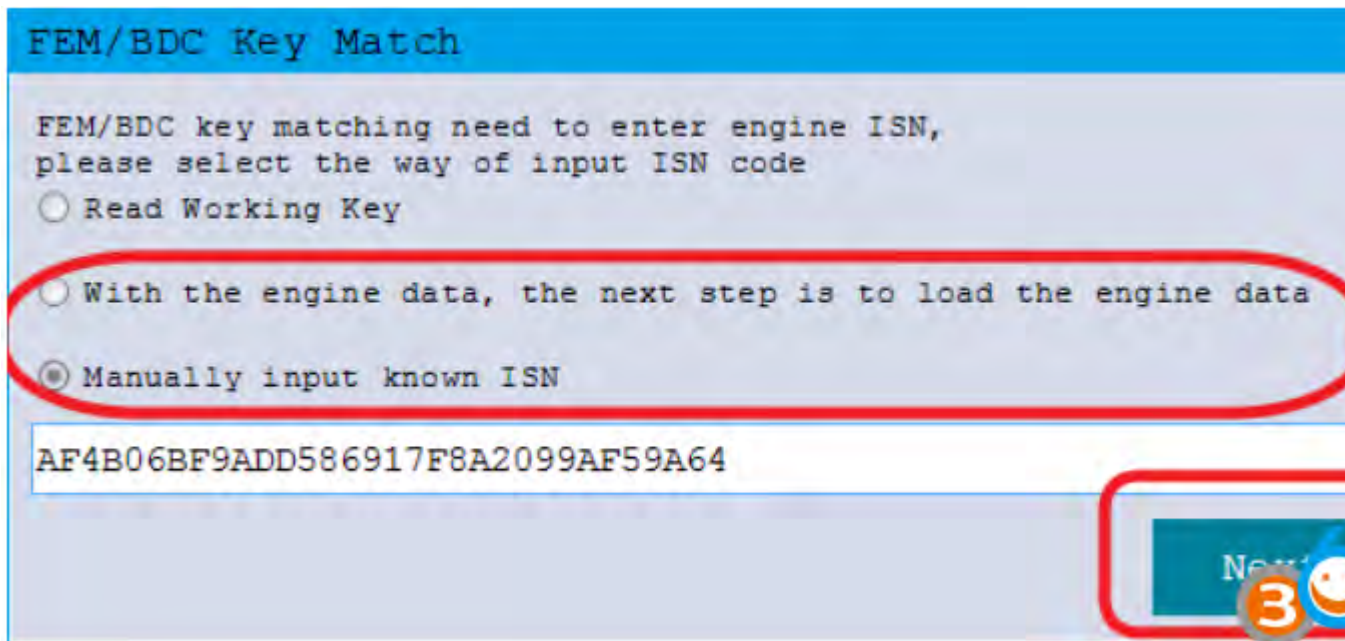 FEM/BDC Key Match
FEM/BDC key matching need to enter engine ISN,
please select the way of input ISN code
Read Working Key
With the engine data, the next step is to load the engine data
Manually input known ISN
AF4B06BF9ADD586917F8A2099AF59A64
3